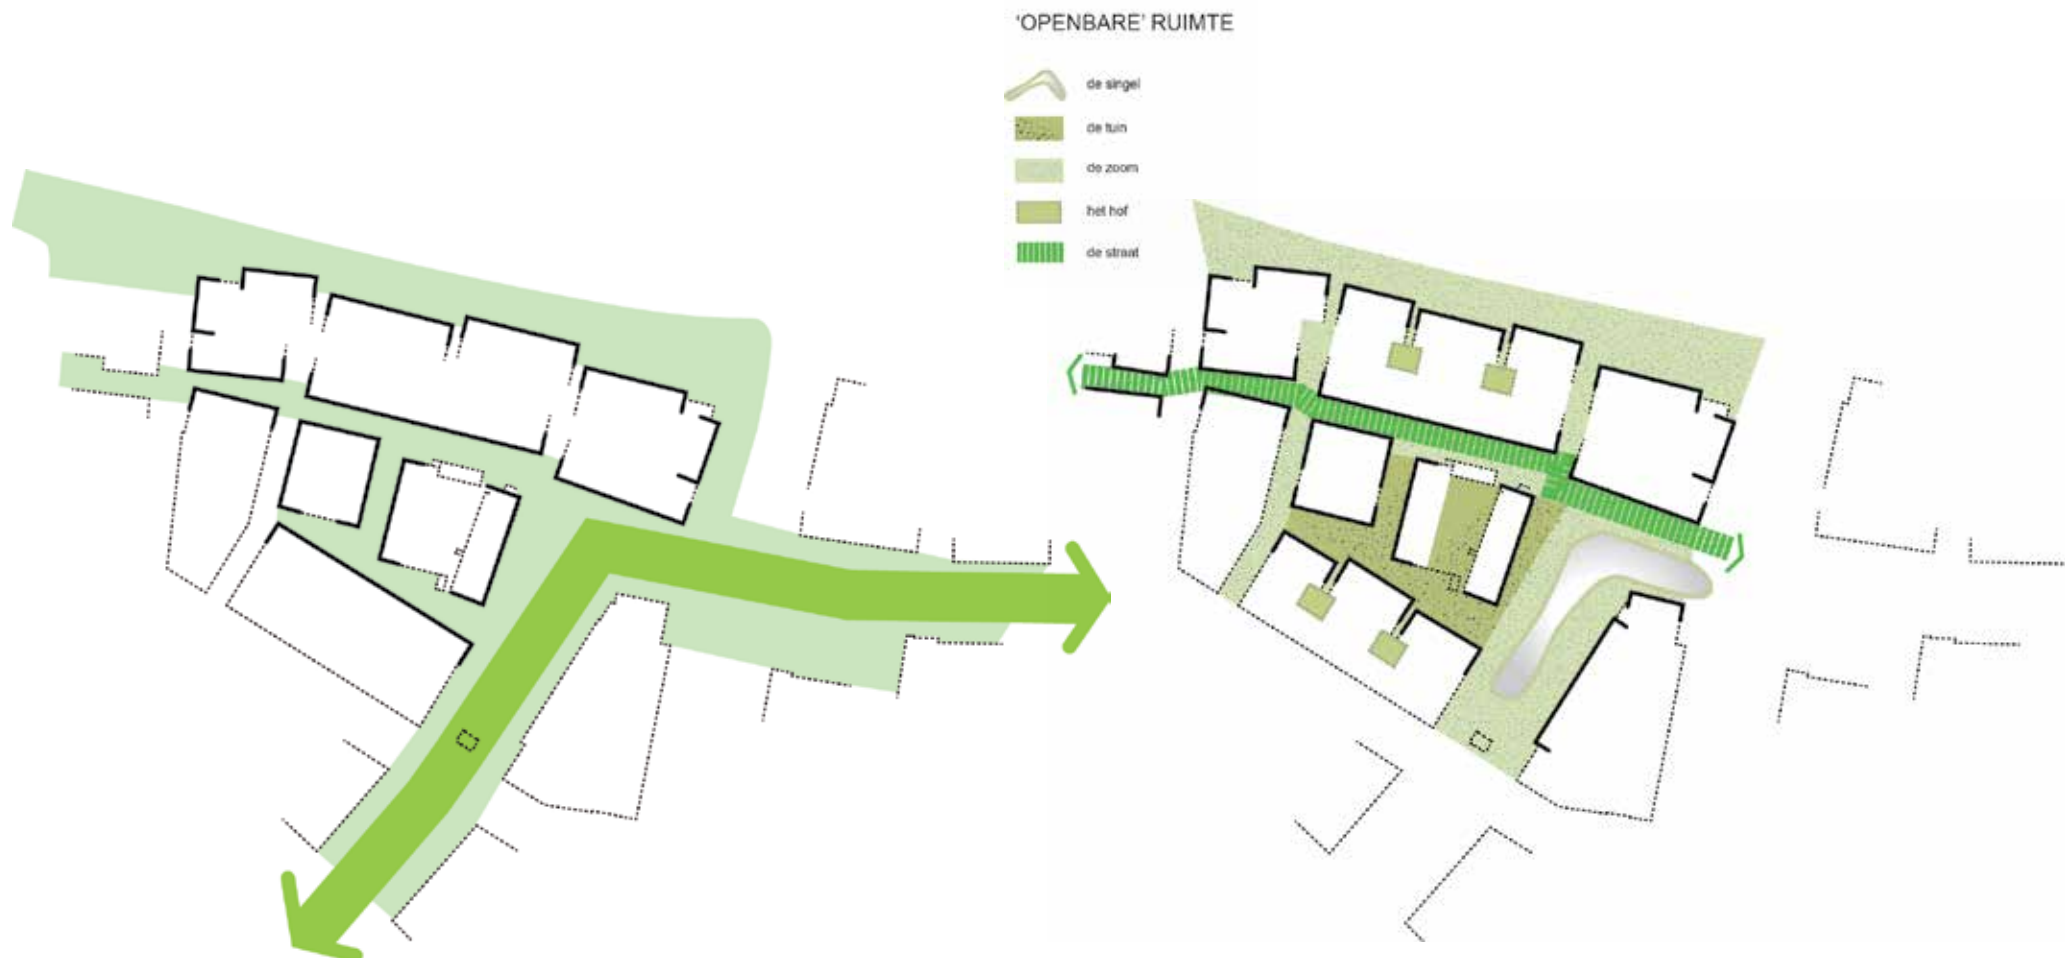 ‘OPENBARE’ RUIMTE
de singel
de tuin
de zoom
het hof
de straat